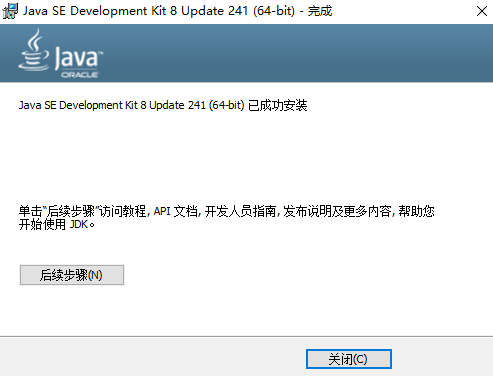 Java SE Development Kit 8 Update 241 (64-bit) - 完成
Java™
ORACLE
Java SE Development Kit 8 Update 241 (64-bit) 已成功安装
单击“后续步骤”访问教程, API 文档, 开发人员指南, 发布说明及更多内容, 帮助您
开始使用 JDK。
后续步骤(N)
关闭(C)